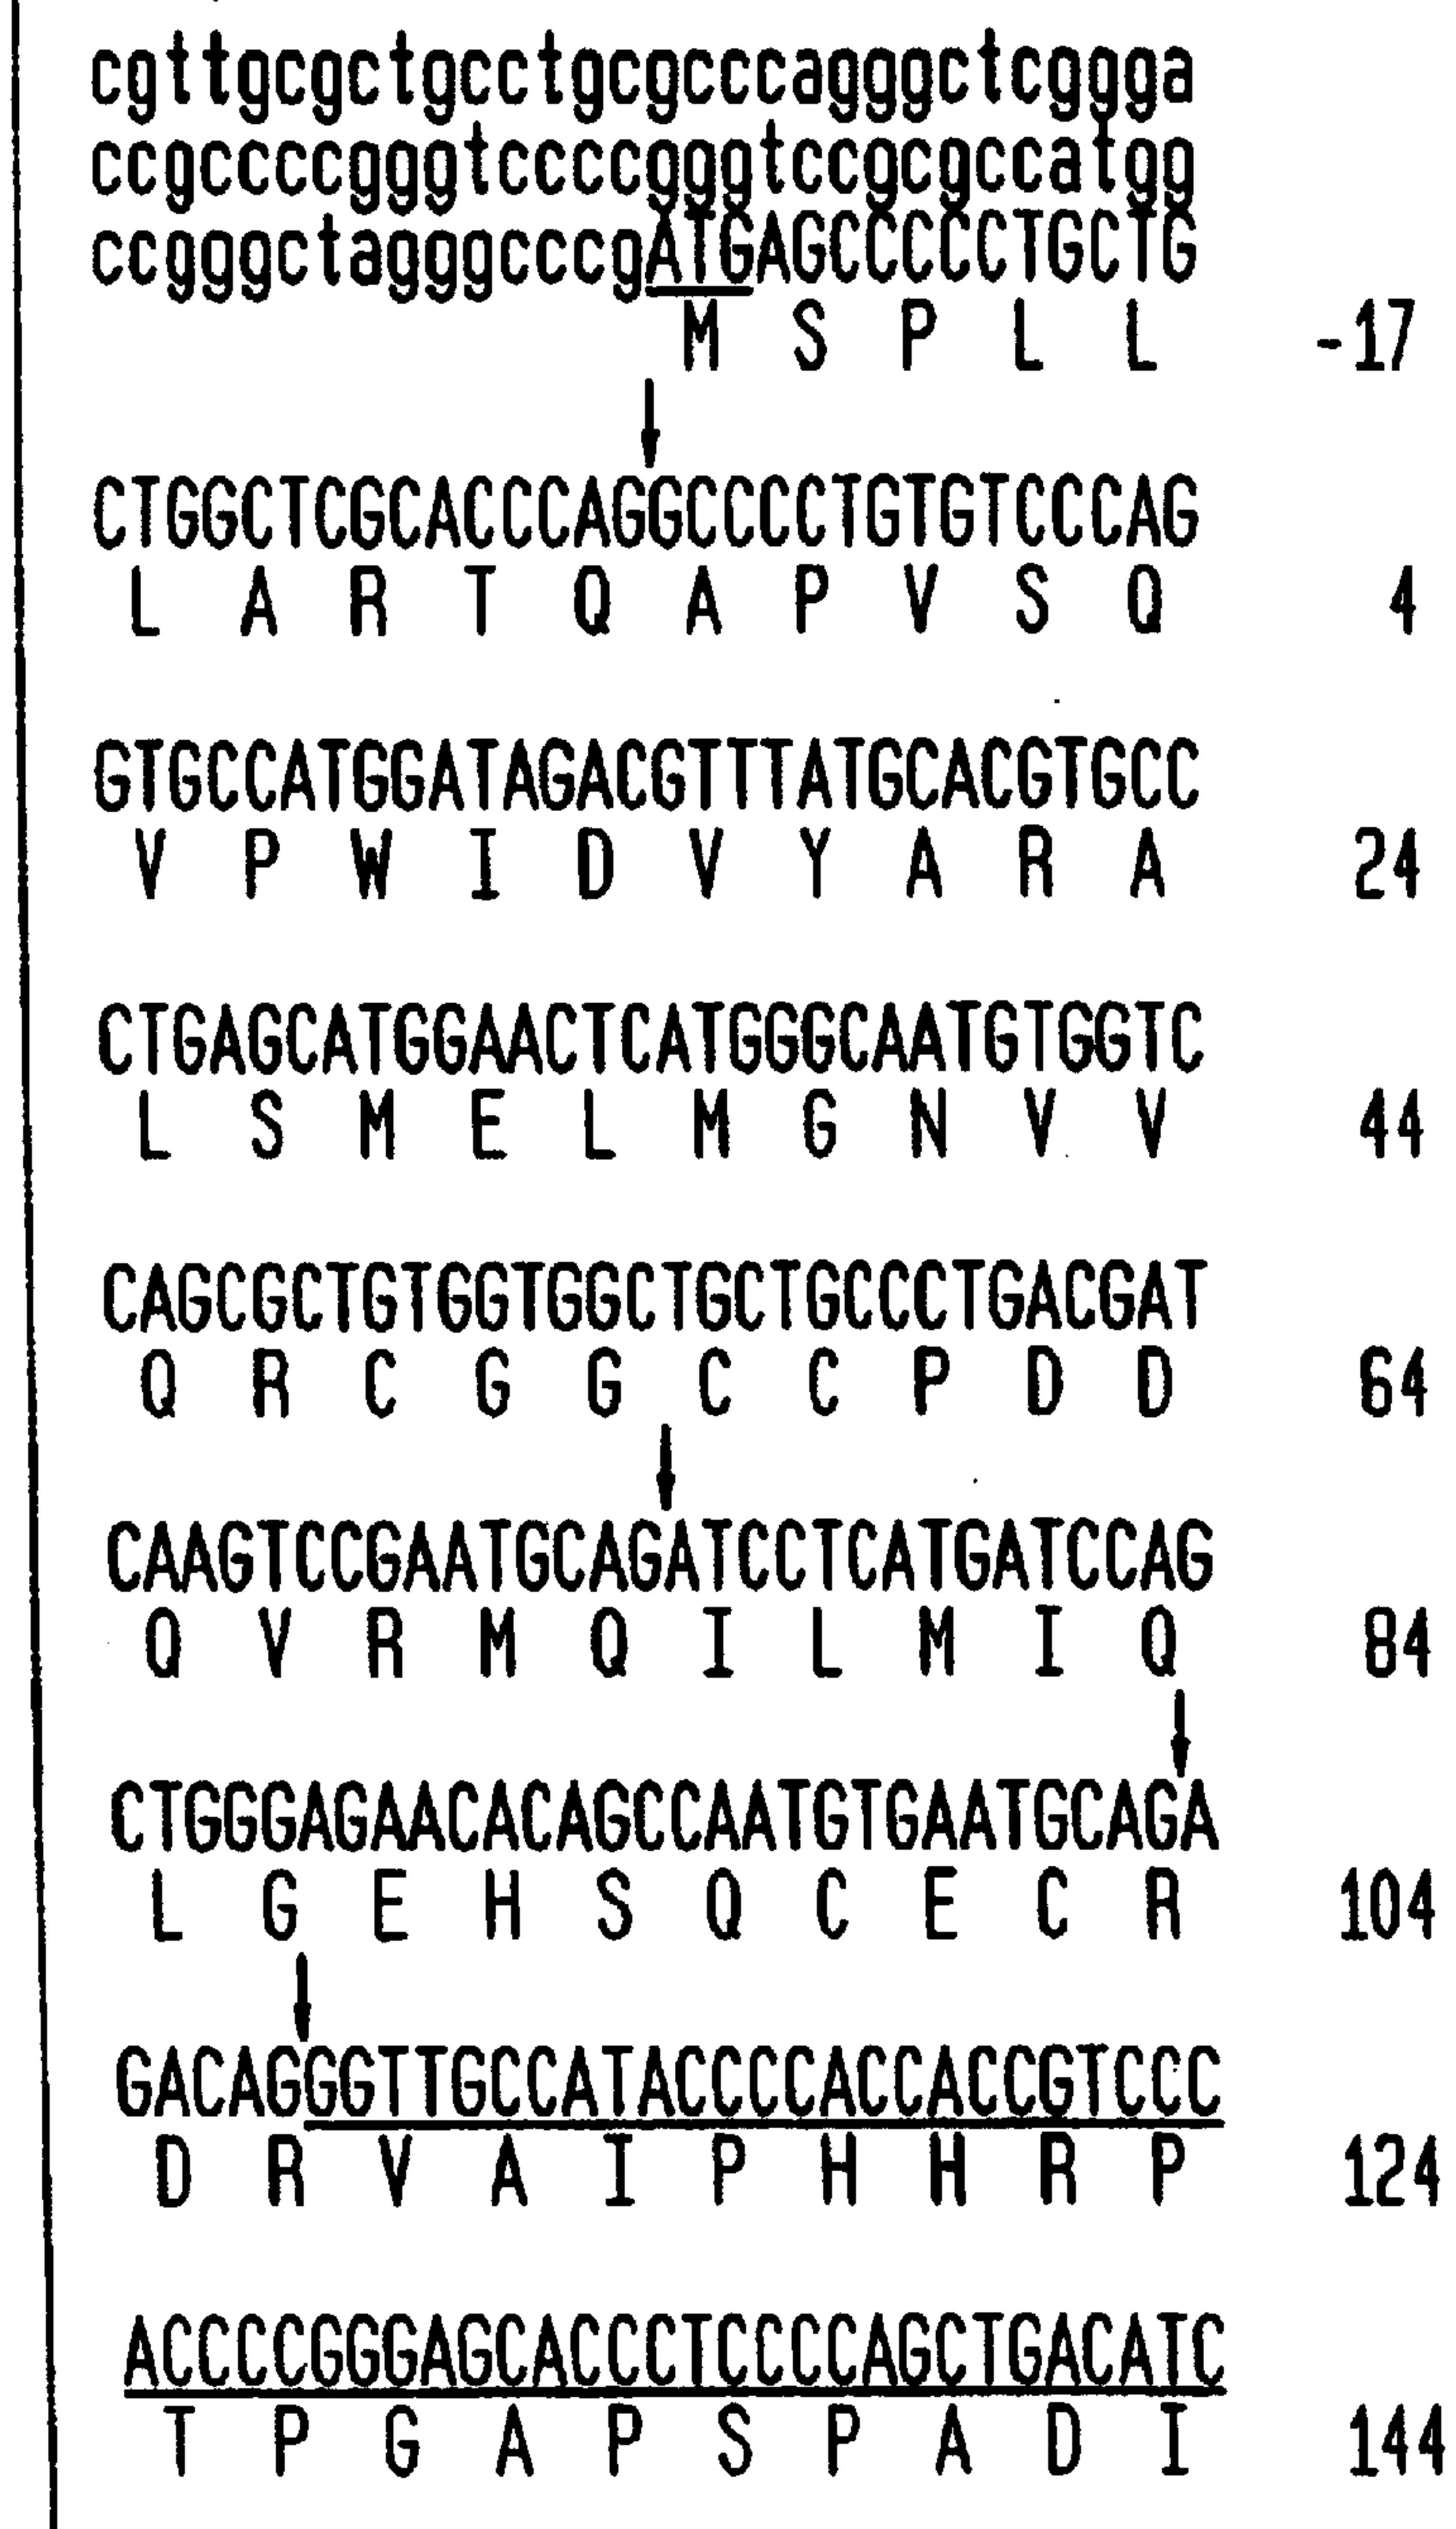 cgttgcgctgcctgcgcccagggctcggga
ccgccccgggtccccgggtccgcgccatgg
ccgggctagggcccgATGAGCCCCCTGCTG
M S P L L -17
CTGGCTCGCACCCAGGCCCCTGTGTCCCAG
L A R T Q A P V S Q 4
GTGCCATGGATAGACGTTTATGCACGTGCC
V P W I D V Y A R A 24
CTGAGCATGGAACTCATGGGCAATGTGGTC
L S M E L M G N V V 44
CAGCGCTGTGGTGGCTGCTGCCCTGACGAT
Q R C G G C C P D D 64
CAAGTCCGAATGCAGATCCTCATGATCCAG
Q V R M Q I L M I Q 84
CTGGGAGAACACAGCCAATGTGAATGCAGA
L G E H S Q C E C R 104
GACAGGGTTGCCATACCCCACCACCGTCCC
D R V A I P H H R P 124
ACCCCGGGAGCACCCTCCCCAGCTGACATC
T P G A P S P A D I 144